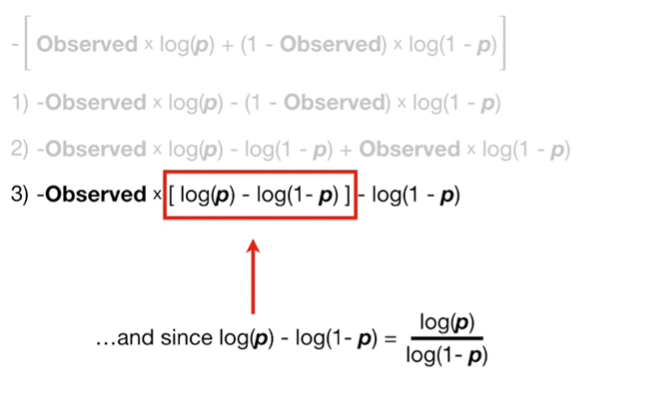 - [ Observed × log(p) + (1 - Observed) × log(1 - p) ]
1) -Observed × log(p) - (1 - Observed) × log(1 - p)
2) -Observed × log(p) - log(1 - p) + Observed × log(1 - p)
3) -Observed × [ log(p) - log(1- p) ] - log(1 - p)
...and since log(p) - log(1- p) = log(p) / log(1- p)